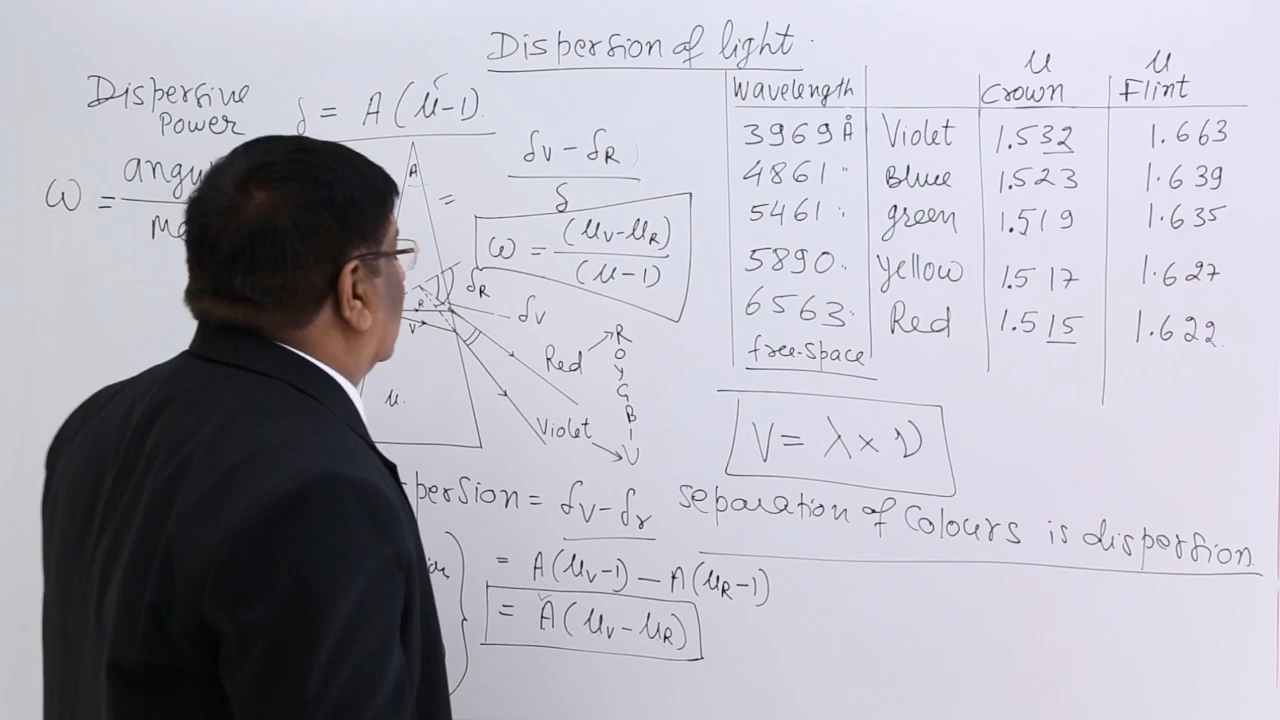 Dispersion of light
Dispersive
Power
δ = A(μ-1)
ω =
= δV - δR
δ
ω = (μV-μR)
(μ-1)
A
δR
δV
R
V
μ
Red
Violet
R
O
Y
G
B
I
V
Wavelength μ Crown μ Flint
3969Å Violet 1.532 1.663
4861 " Blue 1.523 1.639
5461 " green 1.519 1.635
5890 " Yellow 1.517 1.627
6563 " Red 1.515 1.622
free-space
V = λ × ν
separation of Colours is dispersion
persion = δV - δr
= A(μV-1) - A(μR-1)
= A(μV - μR)